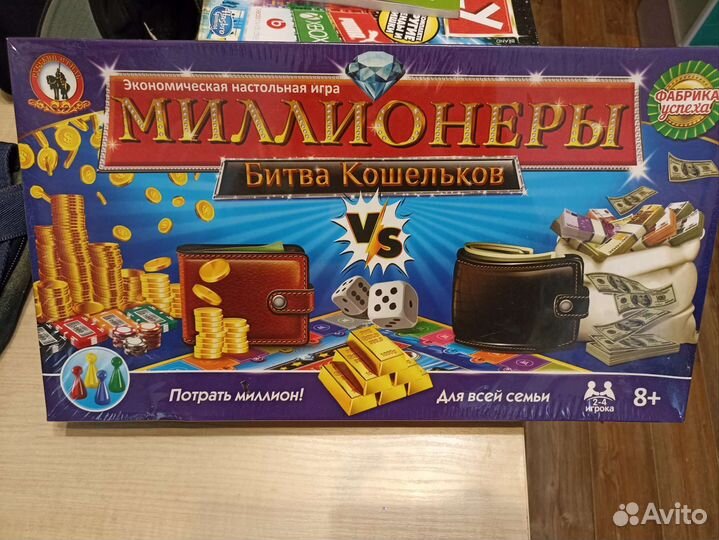 Экономическая настольная игра
МИЛЛИОНЕРЫ
Битва Кошельков
ФАБРИКА
успеха
VS
Потрать миллион!
Для всей семьи
2-4
игрока
8+
Avito